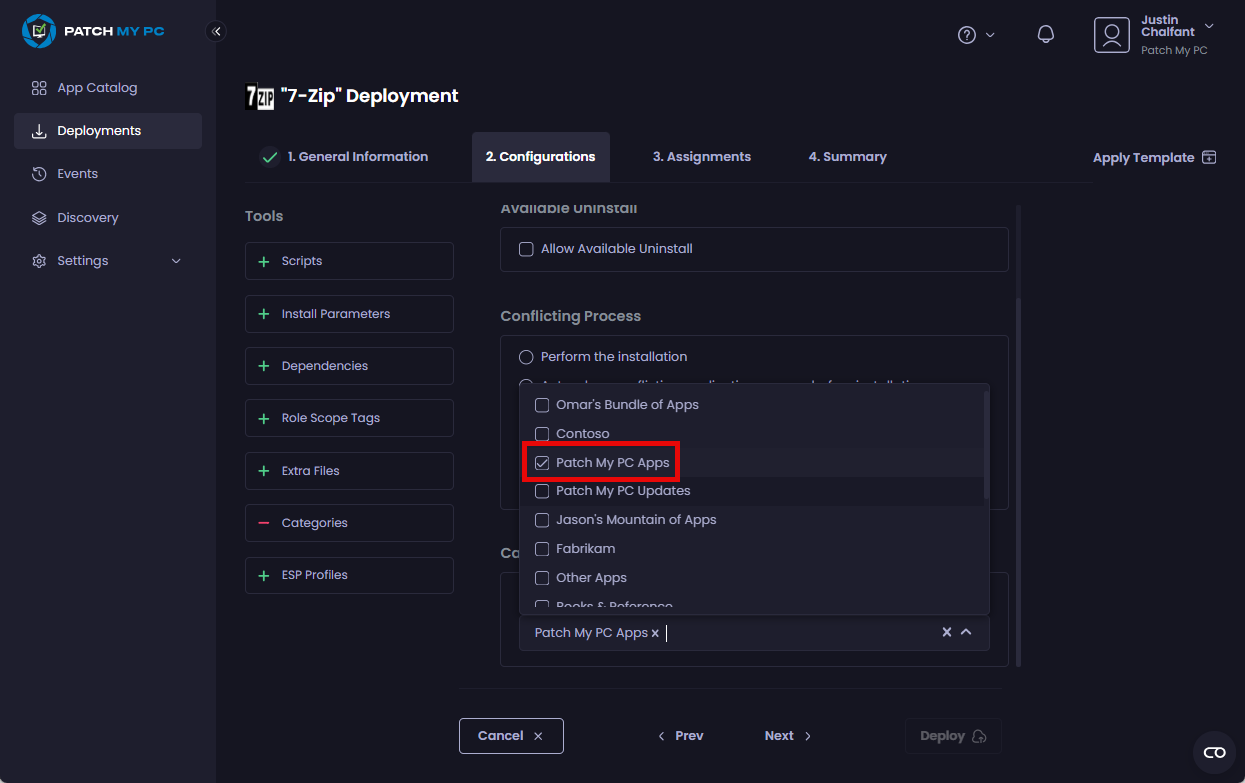 PATCH MY PC
Justin Chalfant
Patch My PC
App Catalog
Deployments
Events
Discovery
Settings
7ZIP "7-Zip" Deployment
1. General Information
2. Configurations
3. Assignments
4. Summary
Apply Template
Tools
Scripts
Install Parameters
Dependencies
Role Scope Tags
Extra Files
Categories
ESP Profiles
Available Uninstall
Allow Available Uninstall
Conflicting Process
Perform the installation
Omar's Bundle of Apps
Contoso
Patch My PC Apps
Patch My PC Updates
Jason's Mountain of Apps
Fabrikam
Other Apps
Books & Reference
Ca
Patch My PC Apps x
Cancel ×
Prev
Next
Deploy